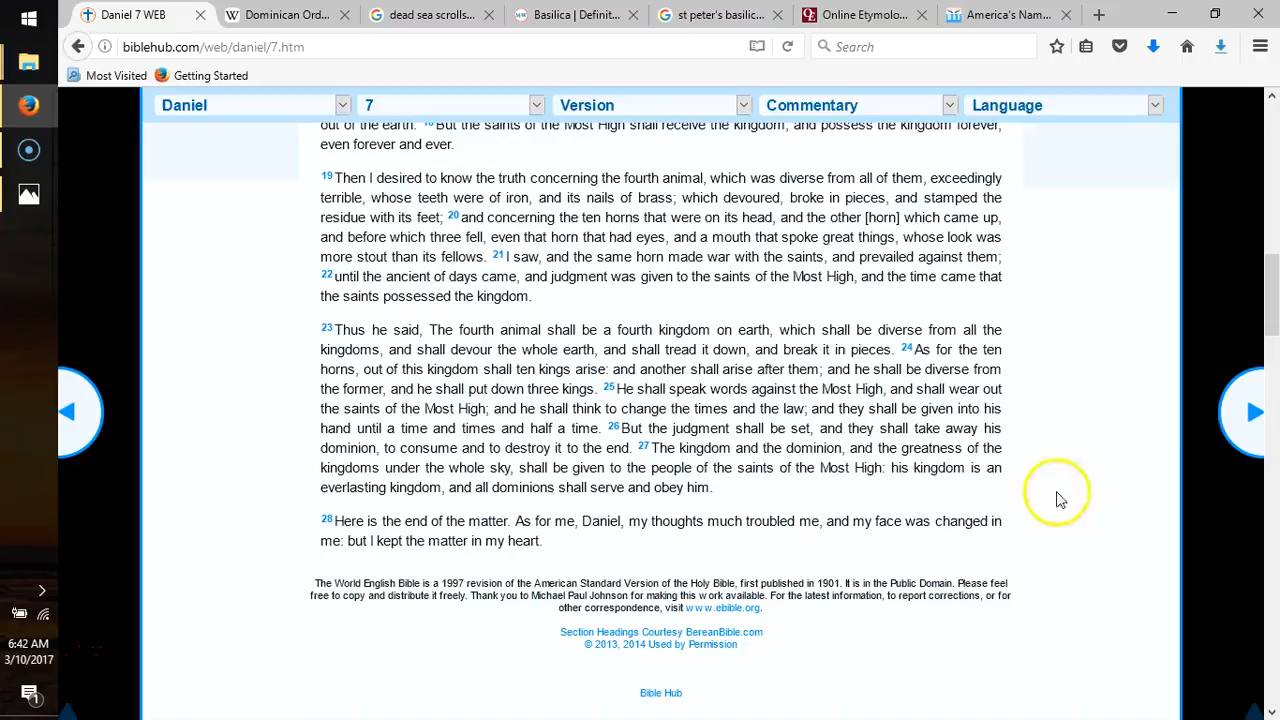 Daniel 7 WEB
Dominican Ord...
dead sea scrolls...
Basilica | Definit...
st peter's basilic...
Online Etymolo...
America's Nam...
biblehub.com/web/daniel/7.htm
Search
Most Visited
Getting Started
Daniel
7
Version
Commentary
Language
out of the earth. 18 But the saints of the Most High shall receive the kingdom, and possess the kingdom forever,
even forever and ever.
19 Then I desired to know the truth concerning the fourth animal, which was diverse from all of them, exceedingly
terrible, whose teeth were of iron, and its nails of brass; which devoured, broke in pieces, and stamped the
residue with its feet; 20 and concerning the ten horns that were on its head, and the other [horn] which came up,
and before which three fell, even that horn that had eyes, and a mouth that spoke great things, whose look was
more stout than its fellows. 21 I saw, and the same horn made war with the saints, and prevailed against them;
22 until the ancient of days came, and judgment was given to the saints of the Most High, and the time came that
the saints possessed the kingdom.
23 Thus he said, The fourth animal shall be a fourth kingdom on earth, which shall be diverse from all the
kingdoms, and shall devour the whole earth, and shall tread it down, and break it in pieces. 24 As for the ten
horns, out of this kingdom shall ten kings arise: and another shall arise after them; and he shall be diverse from
the former, and he shall put down three kings. 25 He shall speak words against the Most High, and shall wear out
the saints of the Most High; and he shall think to change the times and the law; and they shall be given into his
hand until a time and times and half a time. 26 But the judgment shall be set, and they shall take away his
dominion, to consume and to destroy it to the end. 27 The kingdom and the dominion, and the greatness of the
kingdoms under the whole sky, shall be given to the people of the saints of the Most High: his kingdom is an
everlasting kingdom, and all dominions shall serve and obey him.
28 Here is the end of the matter. As for me, Daniel, my thoughts much troubled me, and my face was changed in
me: but I kept the matter in my heart.
The World English Bible is a 1997 revision of the American Standard Version of the Holy Bible, first published in 1901. It is in the Public Domain. Please feel
free to copy and distribute it freely. Thank you to Michael Paul Johnson for making this work available. For the latest information, to report corrections, or for
other correspondence, visit www.ebible.org.
Section Headings Courtesy BereanBible.com
© 2013, 2014 Used by Permission
Bible Hub
6:42 AM
3/10/2017
1